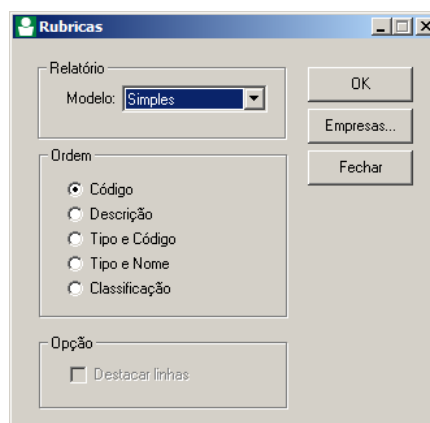 Rubricas
Relatório
Modelo: Simples
OK
Empresas...
Fechar
Ordem
Código
Descrição
Tipo e Código
Tipo e Nome
Classificação
Opção
Destacar linhas